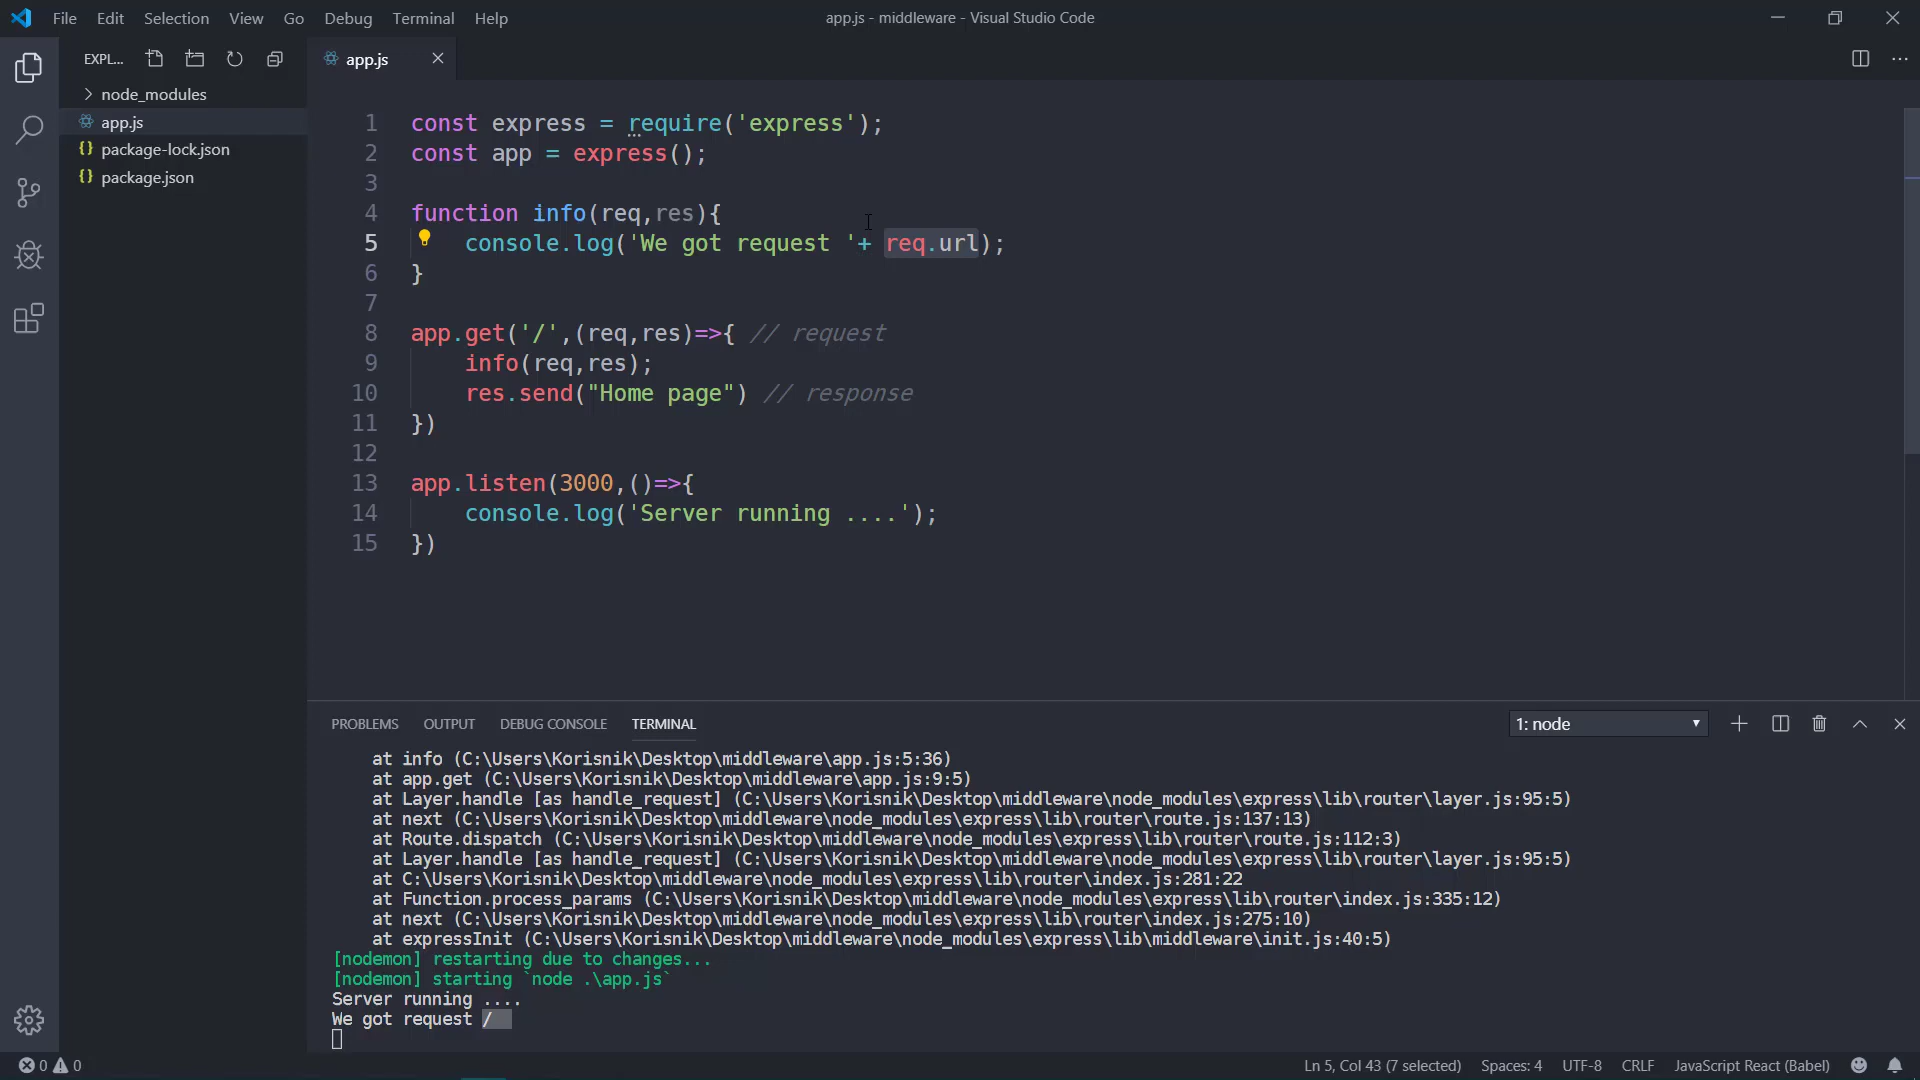 File Edit Selection View Go Debug Terminal Help
app.js - middleware - Visual Studio Code
EXPL...
app.js
node_modules
app.js
package-lock.json
package.json
1 const express = require('express');
2 const app = express();
3
4 function info(req,res){
5 console.log('We got request '+ req.url);
6 }
7
8 app.get('/',(req,res)=>{ // request
9 info(req,res);
10 res.send("Home page") // response
11 })
12
13 app.listen(3000,()=>{
14 console.log('Server running ....');
15 })
PROBLEMS OUTPUT DEBUG CONSOLE TERMINAL
1: node
at info (C:\Users\Korisnik\Desktop\middleware\app.js:5:36)
at app.get (C:\Users\Korisnik\Desktop\middleware\app.js:9:5)
at Layer.handle [as handle_request] (C:\Users\Korisnik\Desktop\middleware\node_modules\express\lib\router\layer.js:95:5)
at next (C:\Users\Korisnik\Desktop\middleware\node_modules\express\lib\router\route.js:137:13)
at Route.dispatch (C:\Users\Korisnik\Desktop\middleware\node_modules\express\lib\router\route.js:112:3)
at Layer.handle [as handle_request] (C:\Users\Korisnik\Desktop\middleware\node_modules\express\lib\router\layer.js:95:5)
at C:\Users\Korisnik\Desktop\middleware\node_modules\express\lib\router\index.js:281:22
at Function.process_params (C:\Users\Korisnik\Desktop\middleware\node_modules\express\lib\router\index.js:335:12)
at next (C:\Users\Korisnik\Desktop\middleware\node_modules\express\lib\router\index.js:275:10)
at expressInit (C:\Users\Korisnik\Desktop\middleware\node_modules\express\lib\middleware\init.js:40:5)
[nodemon] restarting due to changes...
[nodemon] starting `node .\app.js`
Server running ....
We got request /
0 0
Ln 5, Col 43 (7 selected) Spaces: 4 UTF-8 CRLF JavaScript React (Babel)